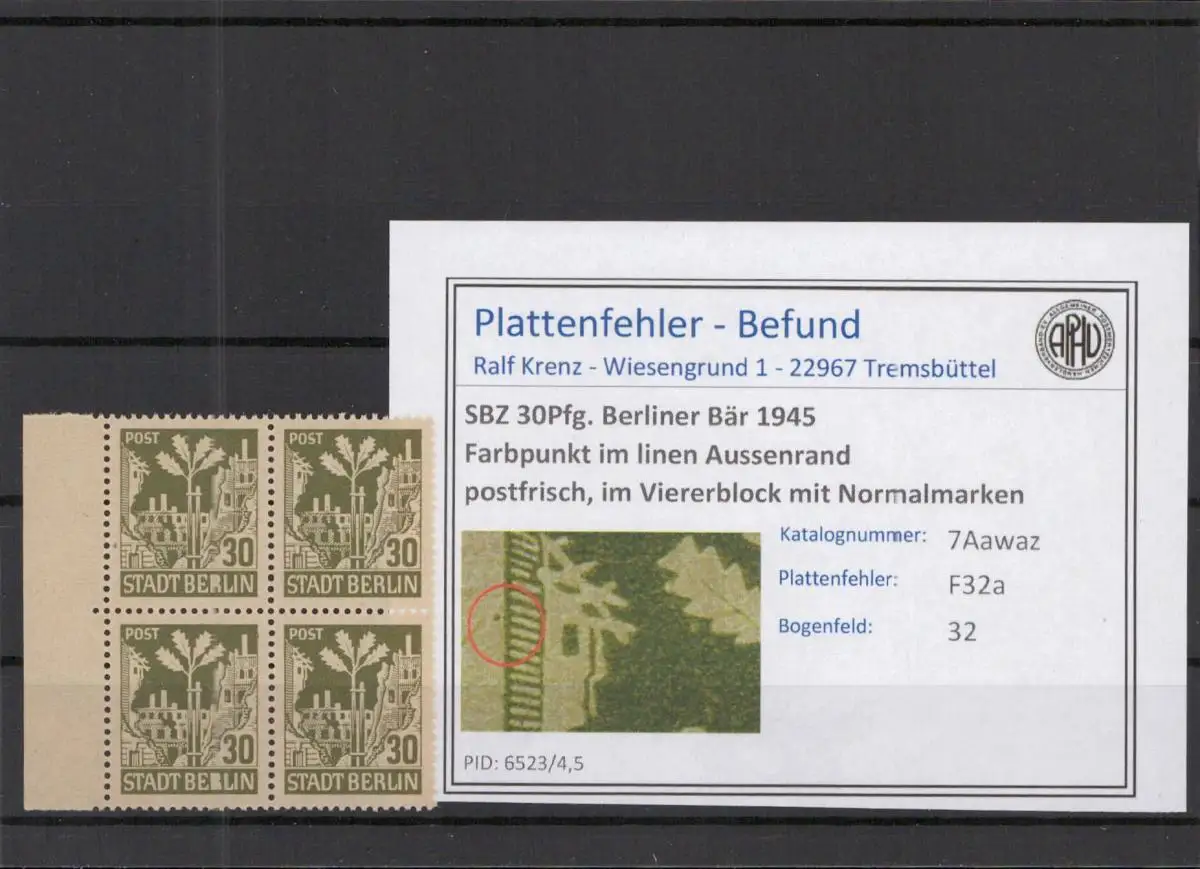 Plattenfehler - Befund
Ralf Krenz - Wiesengrund 1 - 22967 Tremsbüttel
APHV
SBZ 30Pfg. Berliner Bär 1945
Farbpunkt im linen Aussenrand
postfrisch, im Viererblock mit Normalmarken
Katalognummer: 7Aawaz
Plattenfehler: F32a
Bogenfeld: 32
PID: 6523/4,5
POST
30
STADT BERLIN
POST
30
STADT BERLIN
POST
30
STADT BERLIN
POST
30
STADT BERLIN